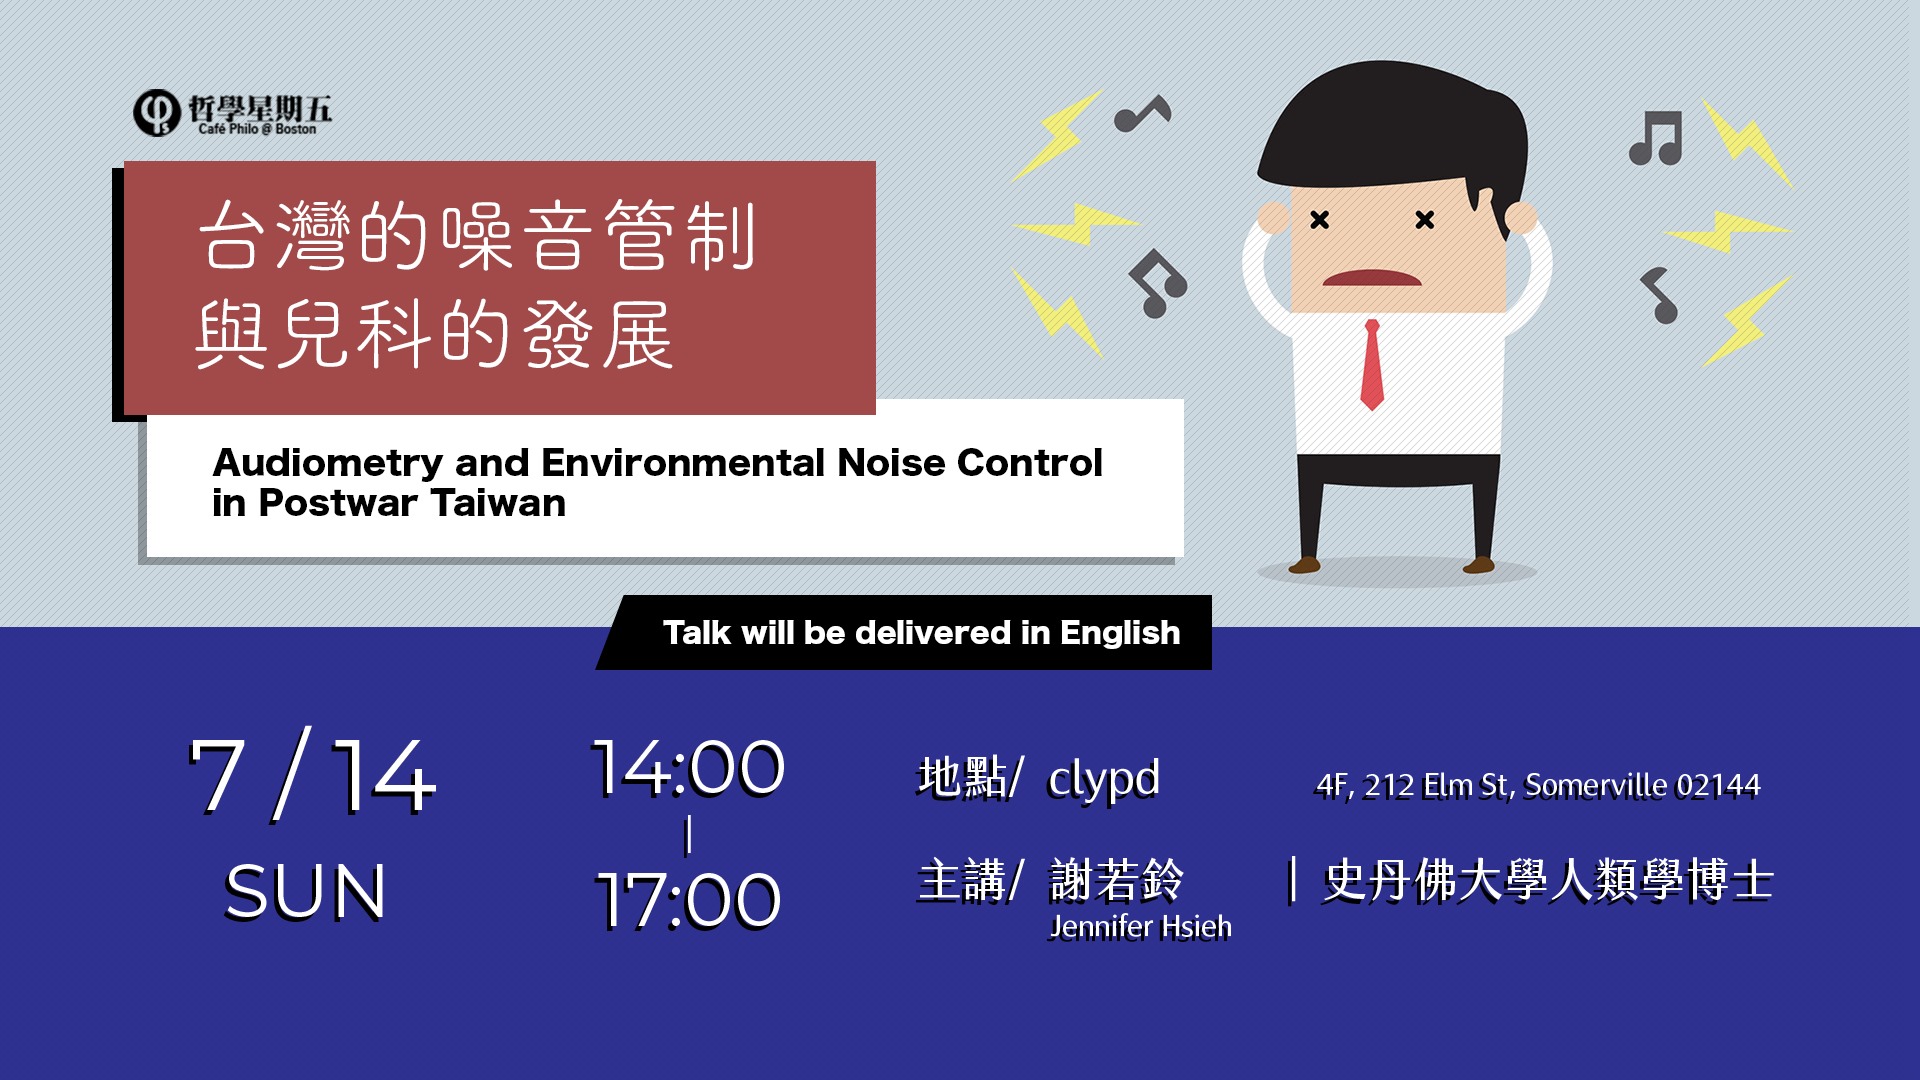 哲學星期五
Café Philo @ Boston
台灣的噪音管制
與兒科的發展
Audiometry and Environmental Noise Control
in Postwar Taiwan
Talk will be delivered in English
7 / 14
SUN
14:00
|
17:00
地點/ clypd 4F, 212 Elm St, Somerville 02144
主講/ 謝若鈴 | 史丹佛大學人類學博士
Jennifer Hsieh